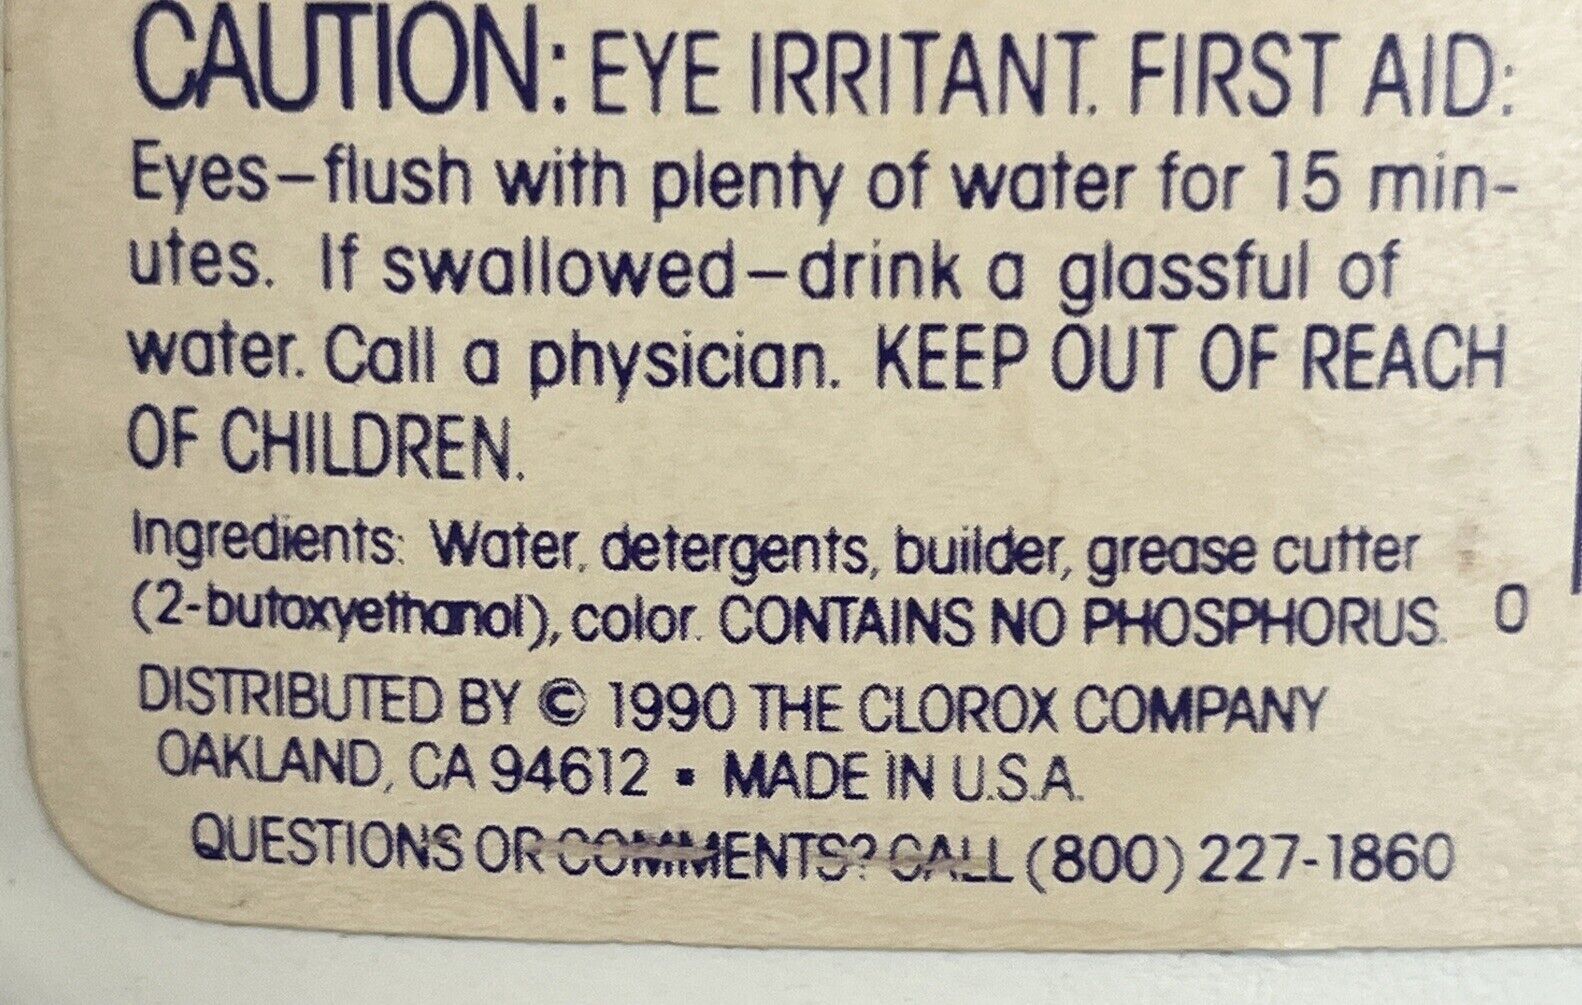 CAUTION: EYE IRRITANT. FIRST AID:
Eyes–flush with plenty of water for 15 min-
utes. If swallowed–drink a glassful of
water. Call a physician. KEEP OUT OF REACH
OF CHILDREN.
Ingredients: Water, detergents, builder, grease cutter
(2-butoxyethanol), color. CONTAINS NO PHOSPHORUS. 0
DISTRIBUTED BY © 1990 THE CLOROX COMPANY
OAKLAND, CA 94612 ▪ MADE IN U.S.A.
QUESTIONS OR COMMENTS? CALL (800) 227-1860